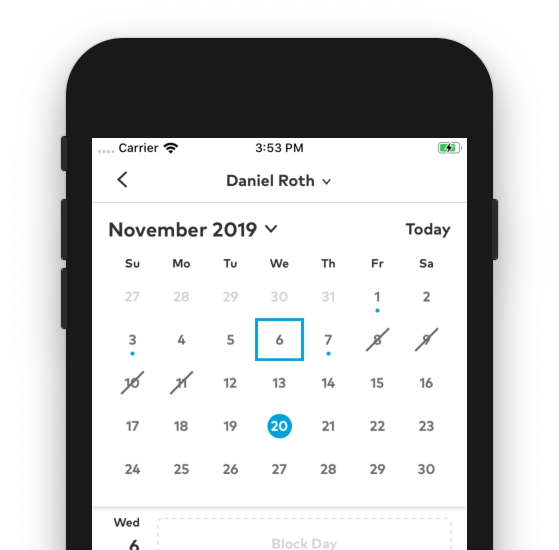 Carrier 3:53 PM
Daniel Roth
November 2019 Today
Su Mo Tu We Th Fr Sa
27 28 29 30 31 1 2
3 4 5 6 7 8 9
10 11 12 13 14 15 16
17 18 19 20 21 22 23
24 25 26 27 28 29 30
Wed
6 Block Day